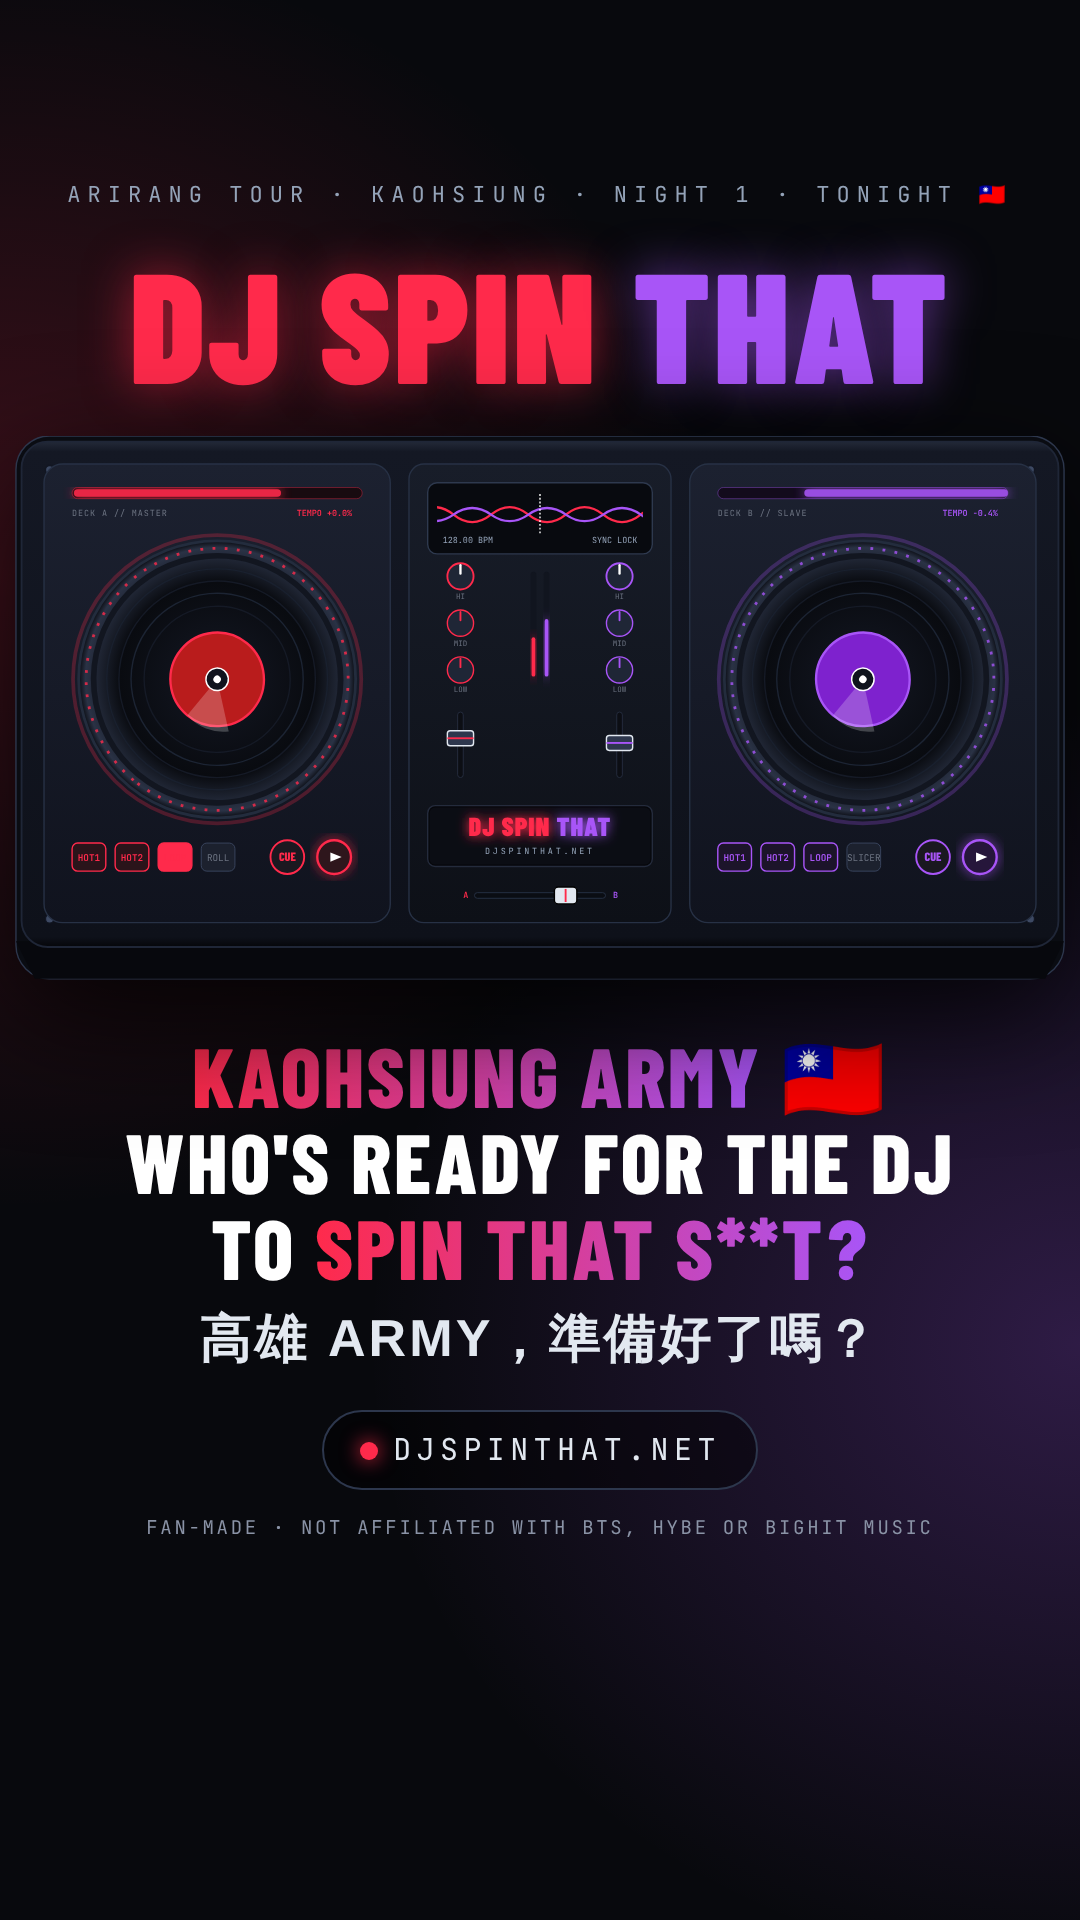 ARIRANG TOUR · KAOHSIUNG · NIGHT 1 · TONIGHT 🇹🇼
DJ SPIN THAT
DECK A // MASTER
TEMPO +0.0%
HOT1
HOT2
ROLL
CUE
128.00 BPM
SYNC LOCK
HI
HI
MID
MID
LOW
LOW
DJ SPIN THAT
DJSPINTHAT.NET
A
B
DECK B // SLAVE
TEMPO -0.4%
HOT1
HOT2
LOOP
SLICER
CUE
KAOHSIUNG ARMY 🇹🇼
WHO'S READY FOR THE DJ
TO SPIN THAT S**T?
高雄 ARMY，準備好了嗎？
DJSPINTHAT.NET
FAN-MADE · NOT AFFILIATED WITH BTS, HYBE OR BIGHIT MUSIC